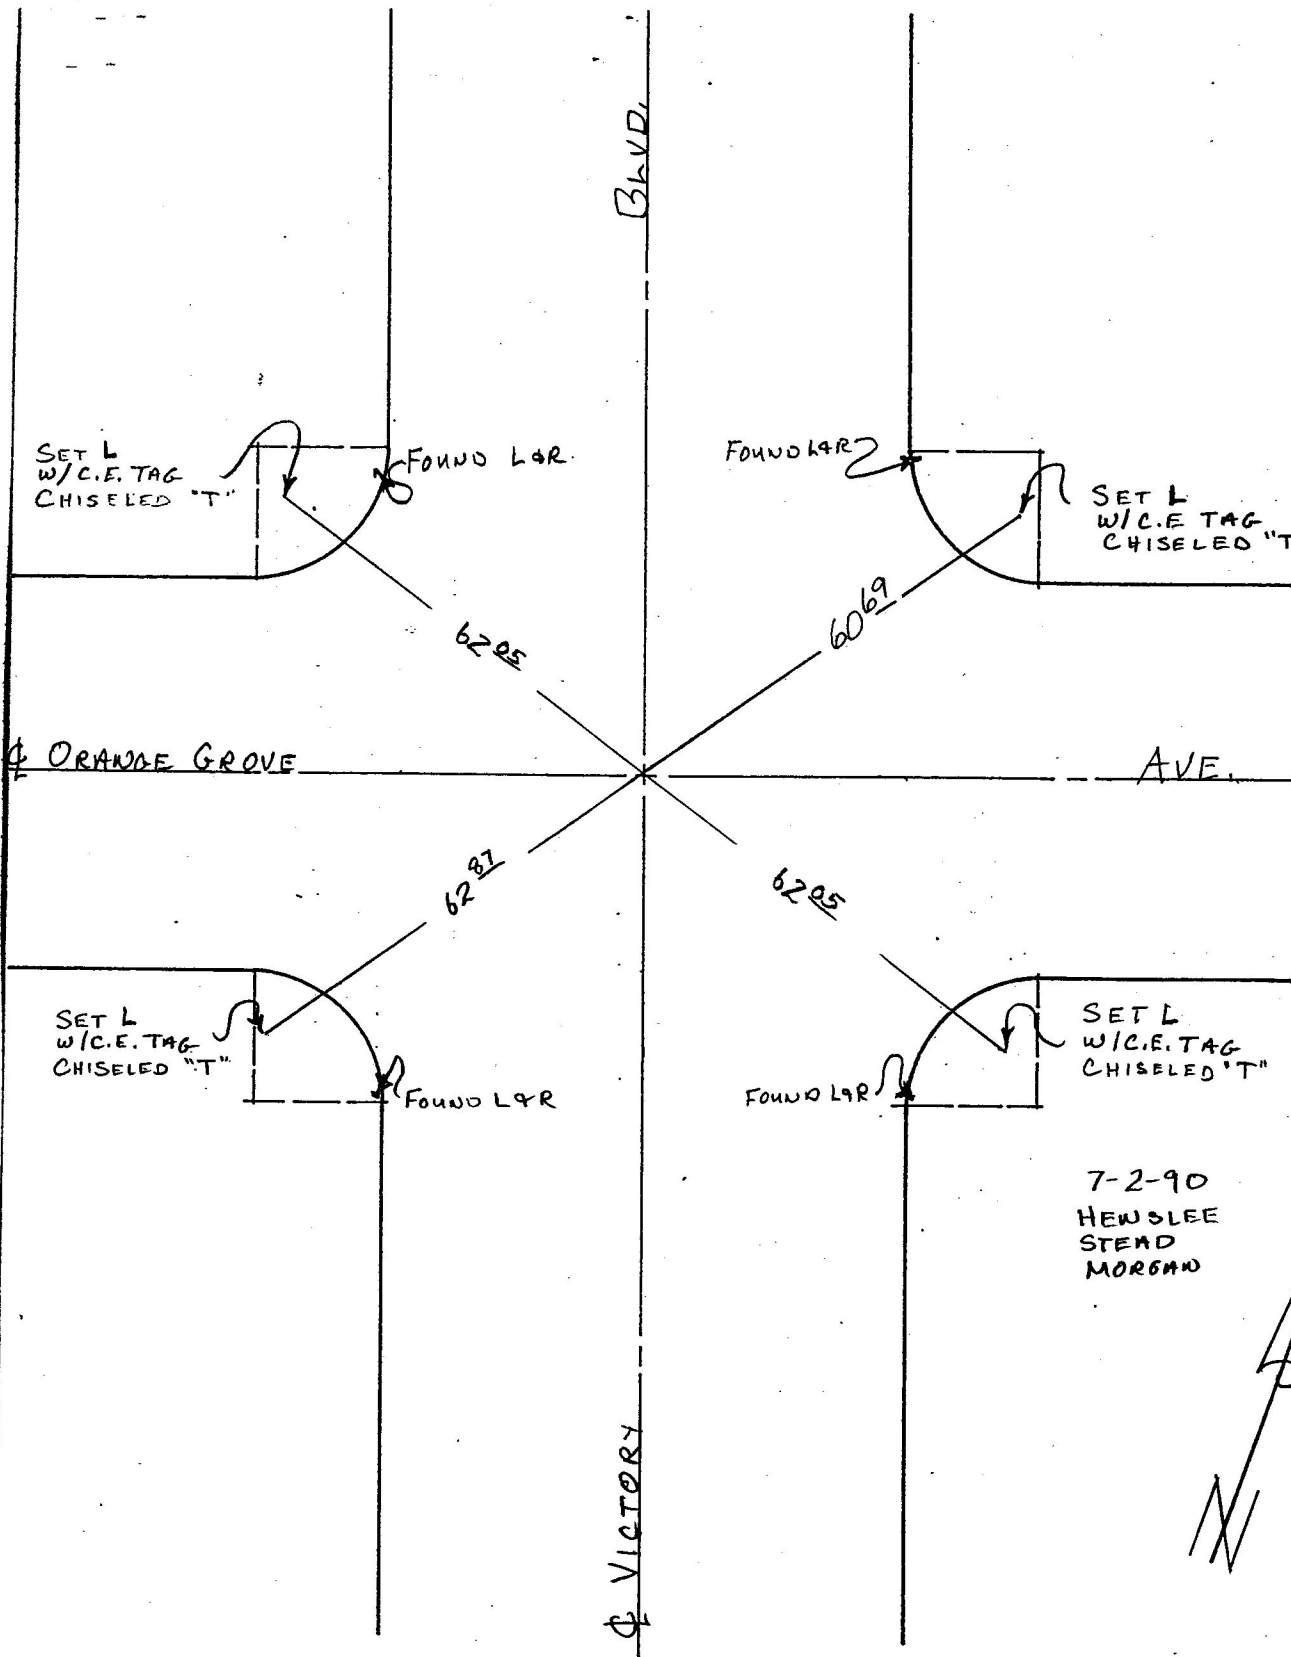 BLVD.
SET L
W/C.E. TAG
CHISELED "T"
FOUND L&R.
FOUND L&R
SET L
W/C.E TAG
CHISELED "T
62 05
60 69
℄ ORANGE GROVE
AVE.
62 87
62 05
SET L
W/C.E. TAG
CHISELED "T"
FOUND L&R
FOUND L&R
SET L
W/C.E. TAG
CHISELED "T"
7-2-90
HENSLEE
STEAD
MORGAN
℄ VICTORY
N